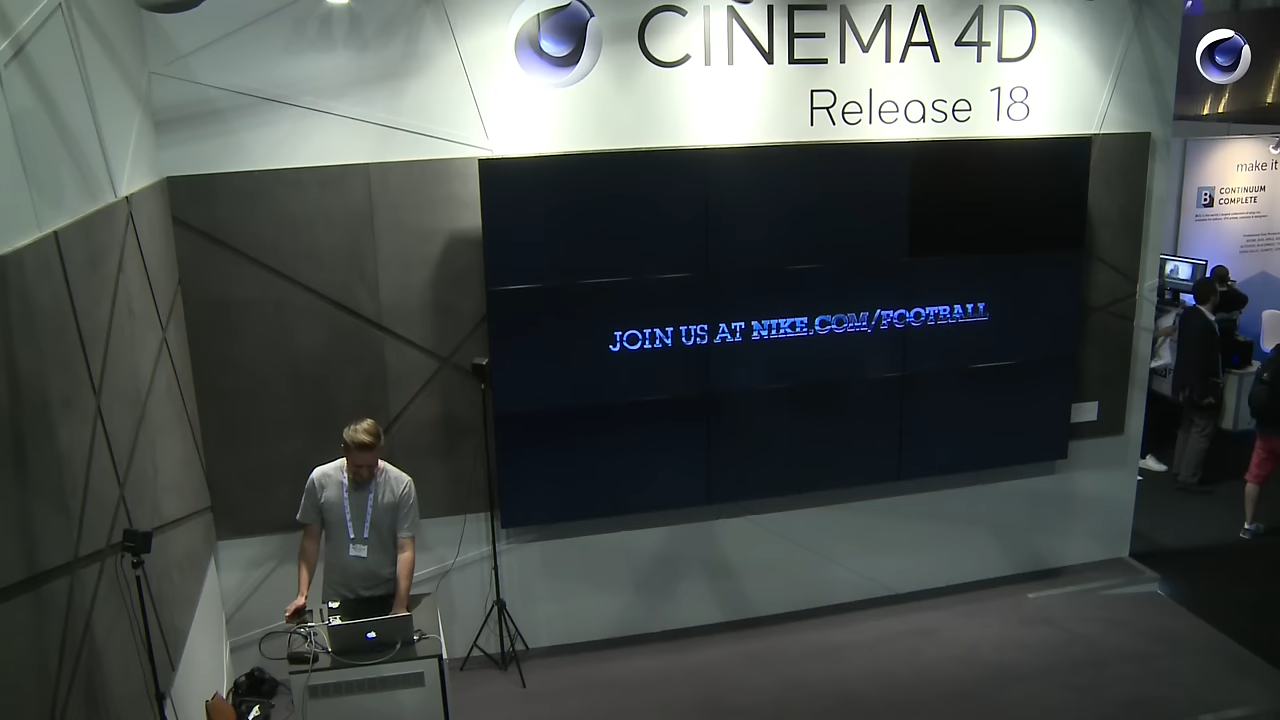 CINEMA 4D
Release 18
JOIN US AT NIKE.COM/FOOTBALL
make it
CONTINUUM
COMPLETE